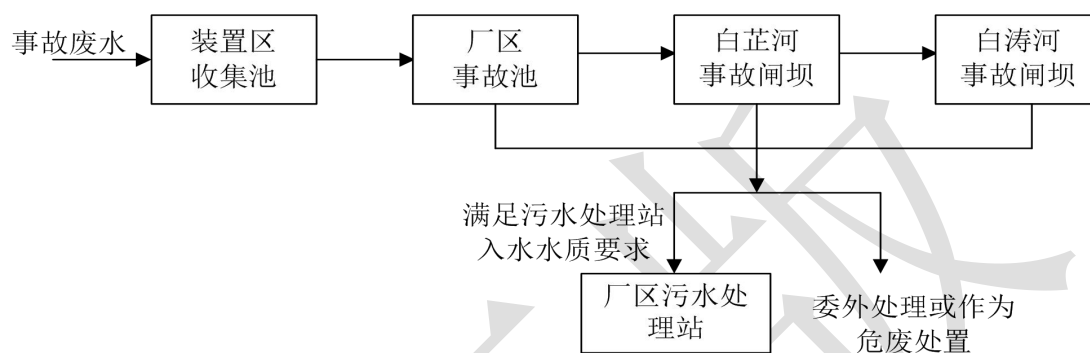 事故废水
装置区
收集池
厂区
事故池
白芷河
事故闸坝
白涛河
事故闸坝
满足污水处理站
入水水质要求
厂区污水处
理站
委外处理或作为
危废处置